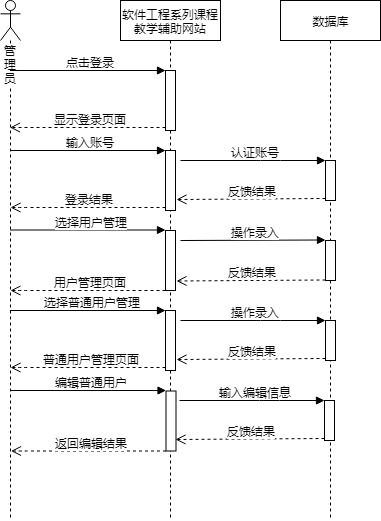 软件工程系列课程
教学辅助网站
数据库
管理员
点击登录
显示登录页面
输入账号
认证账号
反馈结果
登录结果
选择用户管理
操作录入
反馈结果
用户管理页面
选择普通用户管理
操作录入
反馈结果
普通用户管理页面
编辑普通用户
输入编辑信息
反馈结果
返回编辑结果